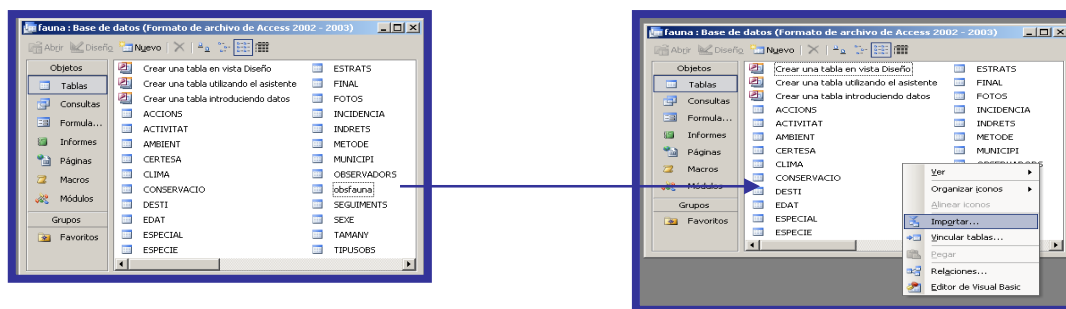 fauna : Base de datos (Formato de archivo de Access 2002 - 2003)
Abrir Diseño Nuevo
Objetos
Tablas
Consultas
Formula...
Informes
Páginas
Macros
Módulos
Grupos
Favoritos
Crear una tabla en vista Diseño
Crear una tabla utilizando el asistente
Crear una tabla introduciendo datos
ACCIONS
ACTIVITAT
AMBIENT
CERTESA
CLIMA
CONSERVACIO
DESTI
EDAT
ESPECIAL
ESPECIE
ESTRATS
FINAL
FOTOS
INCIDENCIA
INDRETS
METODE
MUNICIPI
OBSERVADORS
obsfauna
SEGUIMENTS
SEXE
TAMANY
TIPUSOBS
fauna : Base de datos (Formato de archivo de Access 2002 - 2003)
Abrir Diseño Nuevo
Objetos
Tablas
Consultas
Formula...
Informes
Páginas
Macros
Módulos
Grupos
Favoritos
Crear una tabla en vista Diseño
Crear una tabla utilizando el asistente
Crear una tabla introduciendo datos
ACCIONS
ACTIVITAT
AMBIENT
CERTESA
CLIMA
CONSERVACIO
DESTI
EDAT
ESPECIAL
ESPECIE
ESTRATS
FINAL
FOTOS
INCIDENCIA
INDRETS
METODE
MUNICIPI
OBSERVADORS
Ver
Organizar iconos
Alinear iconos
Importar...
Vincular tablas...
Pegar
Relaciones...
Editor de Visual Basic